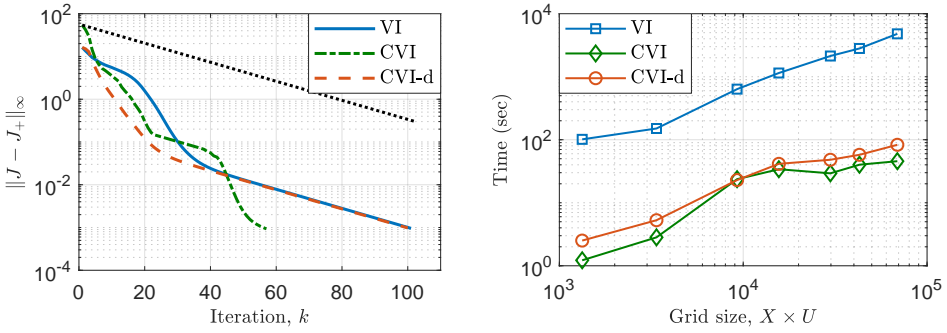 10^2
10^0
10^-2
10^-4
‖J − J_+‖_∞
VI
CVI
CVI-d
0 20 40 60 80 100
Iteration, k
10^4
10^2
10^0
Time (sec)
VI
CVI
CVI-d
10^3 10^4 10^5
Grid size, X × U